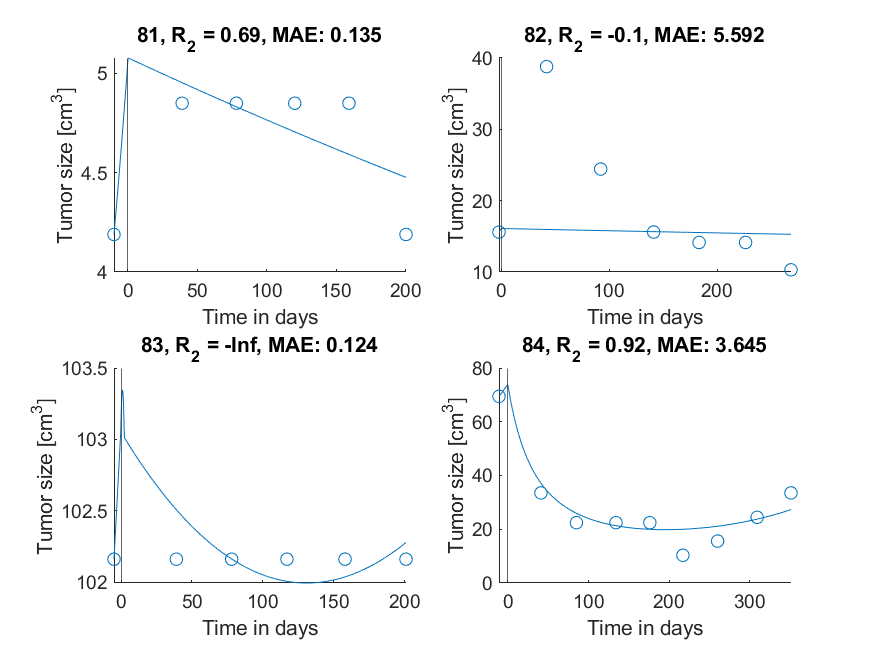 81, R₂ = 0.69, MAE: 0.135
5
4.5
4
Tumor size [cm³]
0 50 100 150 200
Time in days
82, R₂ = -0.1, MAE: 5.592
40
30
20
10
Tumor size [cm³]
0 100 200
Time in days
83, R₂ = -Inf, MAE: 0.124
103.5
103
102.5
102
Tumor size [cm³]
0 50 100 150 200
Time in days
84, R₂ = 0.92, MAE: 3.645
80
60
40
20
0
Tumor size [cm³]
0 100 200 300
Time in days